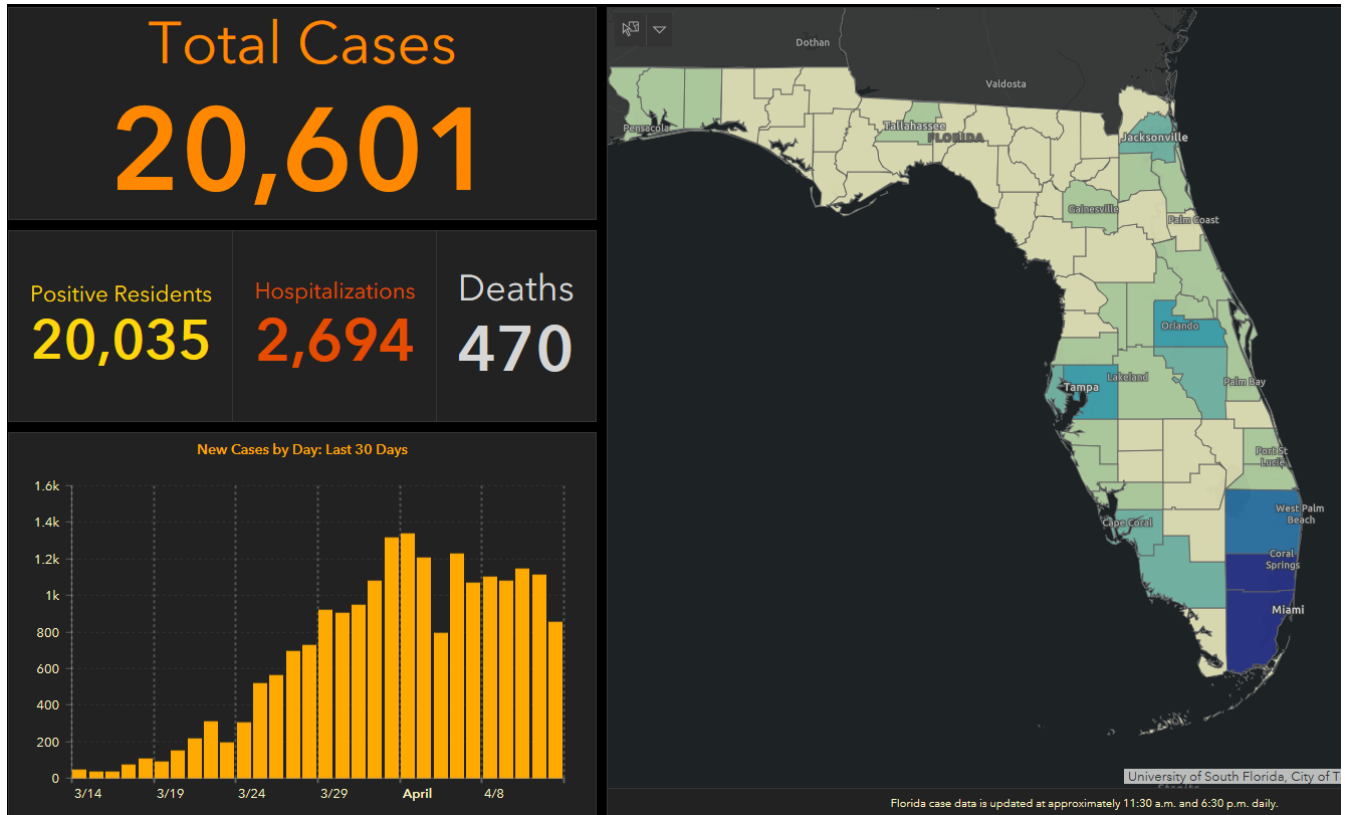 Total Cases
20,601
Positive Residents
20,035
Hospitalizations
2,694
Deaths
470
New Cases by Day: Last 30 Days
1.6k
1.4k
1.2k
1k
800
600
400
200
0
3/14
3/19
3/24
3/29
April
4/8
Dothan
Valdosta
Pensacola
Tallahassee
FLORIDA
Jacksonville
Gainesville
Palm Coast
Orlando
Tampa
Lakeland
Palm Bay
Port St
Lucie
Cape Coral
West Palm
Beach
Coral
Springs
Miami
University of South Florida, City of T
Florida case data is updated at approximately 11:30 a.m. and 6:30 p.m. daily.